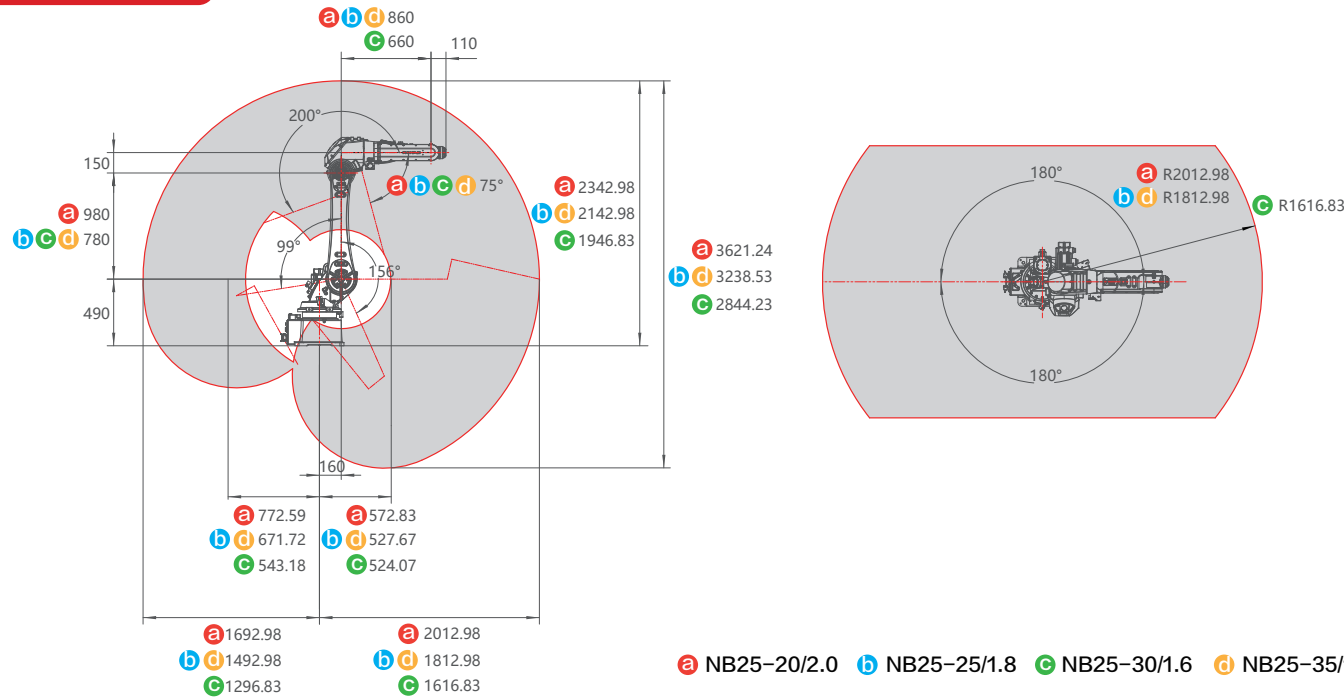 a b d 860
c 660
110
200°
150
a b c d 75°
a 980
b c d 780
99°
156°
490
a 2342.98
b d 2142.98
c 1946.83
a 3621.24
b d 3238.53
c 2844.23
160
a 772.59
b d 671.72
c 543.18
a 572.83
b d 527.67
c 524.07
a 1692.98
b d 1492.98
c 1296.83
a 2012.98
b d 1812.98
c 1616.83
180°
a R2012.98
b d R1812.98
c R1616.83
180°
a NB25-20/2.0 b NB25-25/1.8 c NB25-30/1.6 d NB25-35/